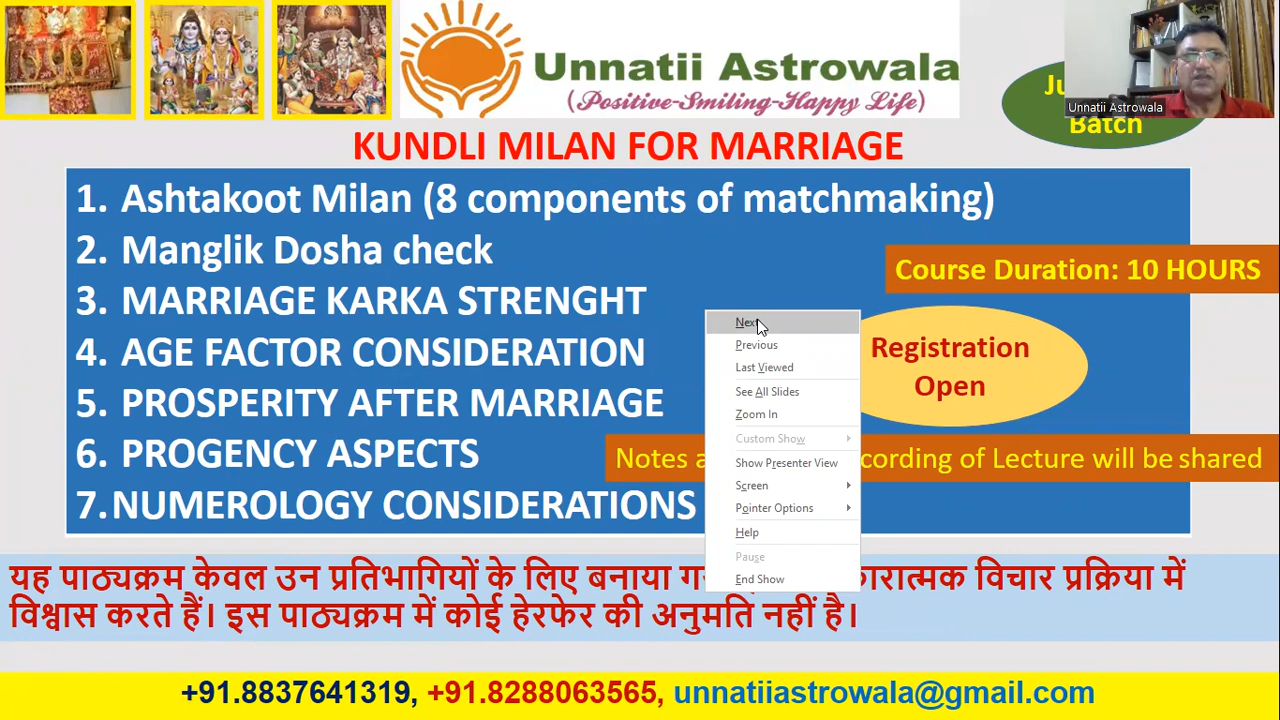 Unnatii Astrowala
(Positive-Smiling-Happy Life)
Unnatii Astrowala
Batch
KUNDLI MILAN FOR MARRIAGE
1. Ashtakoot Milan (8 components of matchmaking)
2. Manglik Dosha check
Course Duration: 10 HOURS
3. MARRIAGE KARKA STRENGHT
4. AGE FACTOR CONSIDERATION
5. PROSPERITY AFTER MARRIAGE
6. PROGENCY ASPECTS
7. NUMEROLOGY CONSIDERATIONS
Registration
Open
Notes
cording of Lecture will be shared
Next
Previous
Last Viewed
See All Slides
Zoom In
Custom Show
Show Presenter View
Screen
Pointer Options
Help
Pause
End Show
यह पाठ्यक्रम केवल उन प्रतिभागियों के लिए बनाया कारात्मक विचार प्रक्रिया में
विश्वास करते हैं। इस पाठ्यक्रम में कोई हेरफेर की अनुमति नहीं है।
+91.8837641319, +91.8288063565, unnatiiastrowala@gmail.com